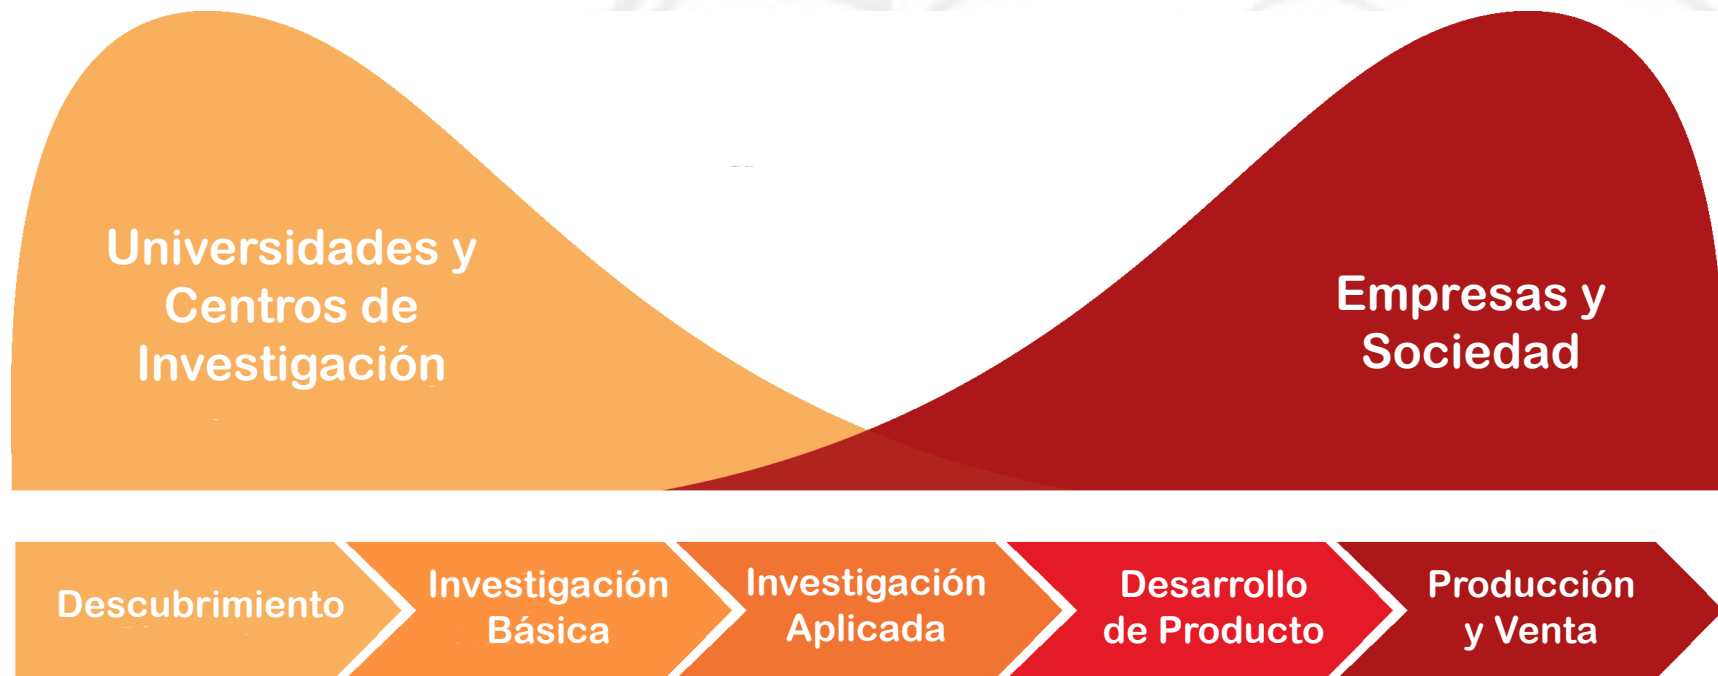 Universidades y
Centros de
Investigación
Empresas y
Sociedad
Descubrimiento
Investigación
Básica
Investigación
Aplicada
Desarrollo
de Producto
Producción
y Venta